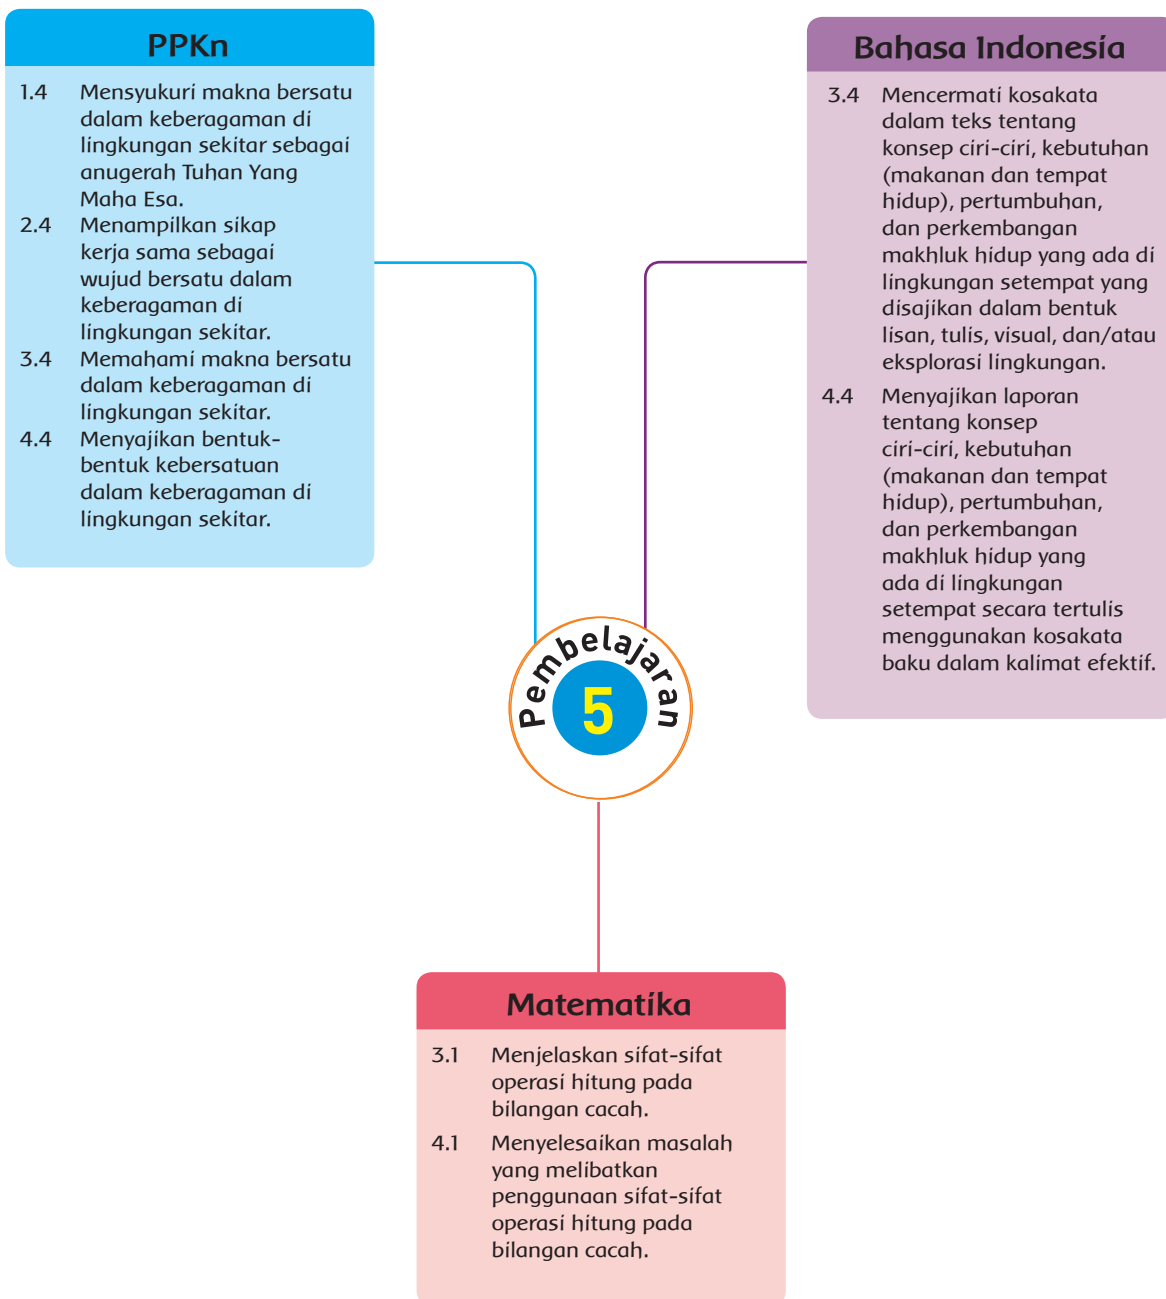 PPKn
1.4 Mensyukuri makna bersatu
dalam keberagaman di
lingkungan sekitar sebagai
anugerah Tuhan Yang
Maha Esa.
2.4 Menampilkan sikap
kerja sama sebagai
wujud bersatu dalam
keberagaman di
lingkungan sekitar.
3.4 Memahami makna bersatu
dalam keberagaman di
lingkungan sekitar.
4.4 Menyajikan bentuk-
bentuk kebersatuan
dalam keberagaman di
lingkungan sekitar.
Bahasa Indonesia
3.4 Mencermati kosakata
dalam teks tentang
konsep ciri-ciri, kebutuhan
(makanan dan tempat
hidup), pertumbuhan,
dan perkembangan
makhluk hidup yang ada di
lingkungan setempat yang
disajikan dalam bentuk
lisan, tulis, visual, dan/atau
eksplorasi lingkungan.
4.4 Menyajikan laporan
tentang konsep
ciri-ciri, kebutuhan
(makanan dan tempat
hidup), pertumbuhan,
dan perkembangan
makhluk hidup yang
ada di lingkungan
setempat secara tertulis
menggunakan kosakata
baku dalam kalimat efektif.
Pembelajaran
5
Matematika
3.1 Menjelaskan sifat-sifat
operasi hitung pada
bilangan cacah.
4.1 Menyelesaikan masalah
yang melibatkan
penggunaan sifat-sifat
operasi hitung pada
bilangan cacah.